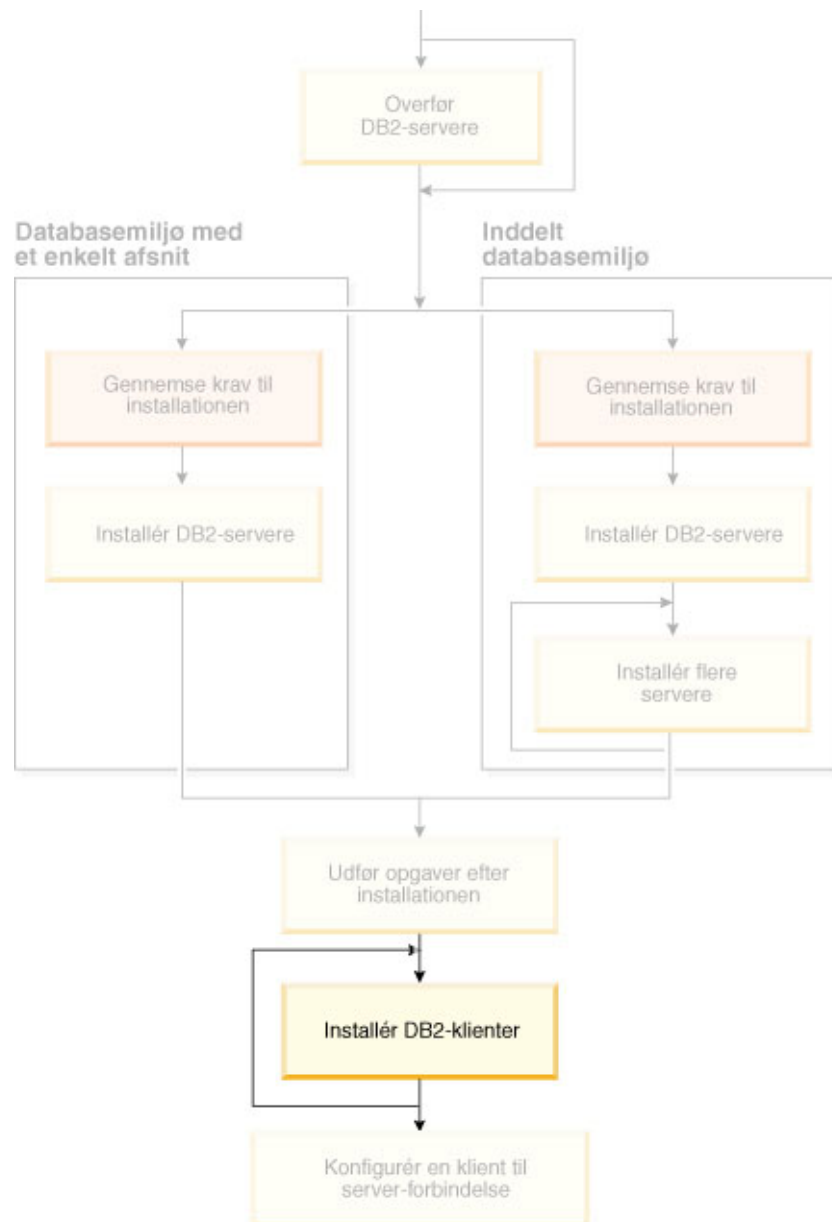 Overfør
DB2-servere
Databasemiljø med
et enkelt afsnit
Inddelt
databasemiljø
Gennemse krav til
installationen
Gennemse krav til
installationen
Installér DB2-servere
Installér DB2-servere
Installér flere
servere
Udfør opgaver efter
installationen
Installér DB2-klienter
Konfigurér en klient til
server-forbindelse